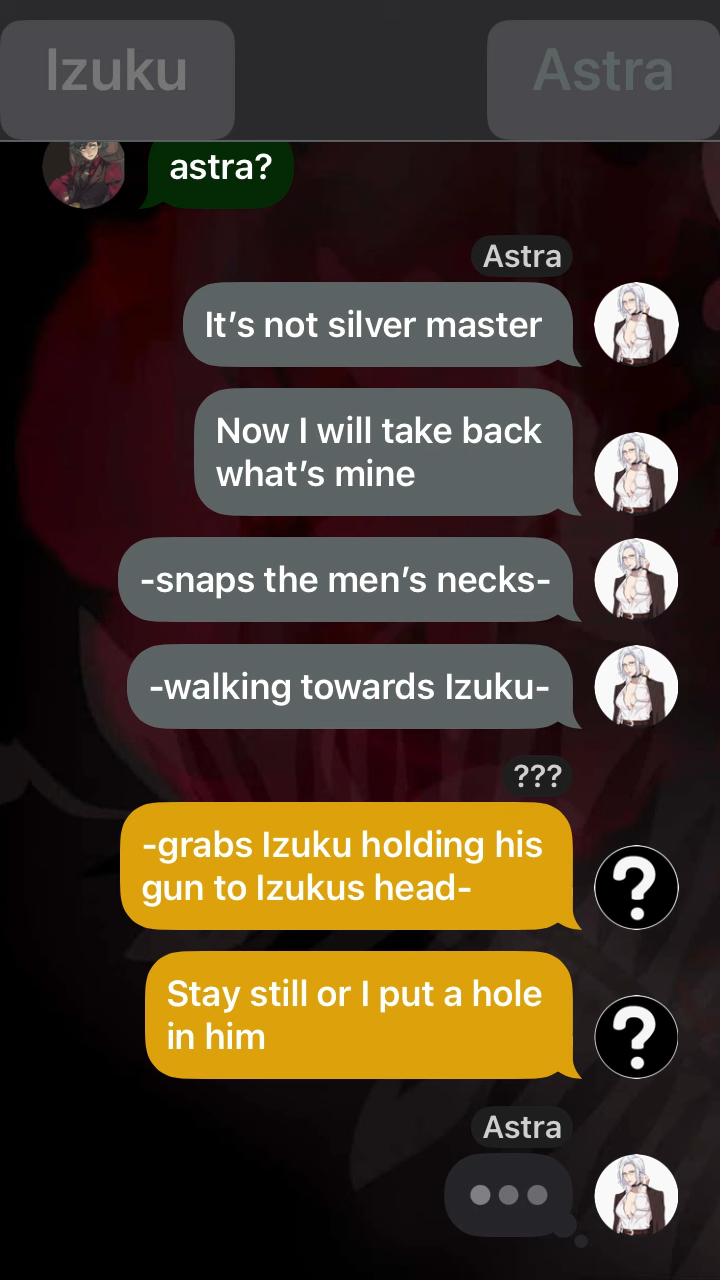 Izuku
Astra
astra?
Astra
It’s not silver master
Now I will take back
what’s mine
-snaps the men’s necks-
-walking towards Izuku-
???
-grabs Izuku holding his
gun to Izukus head-
?
Stay still or I put a hole
in him
?
Astra